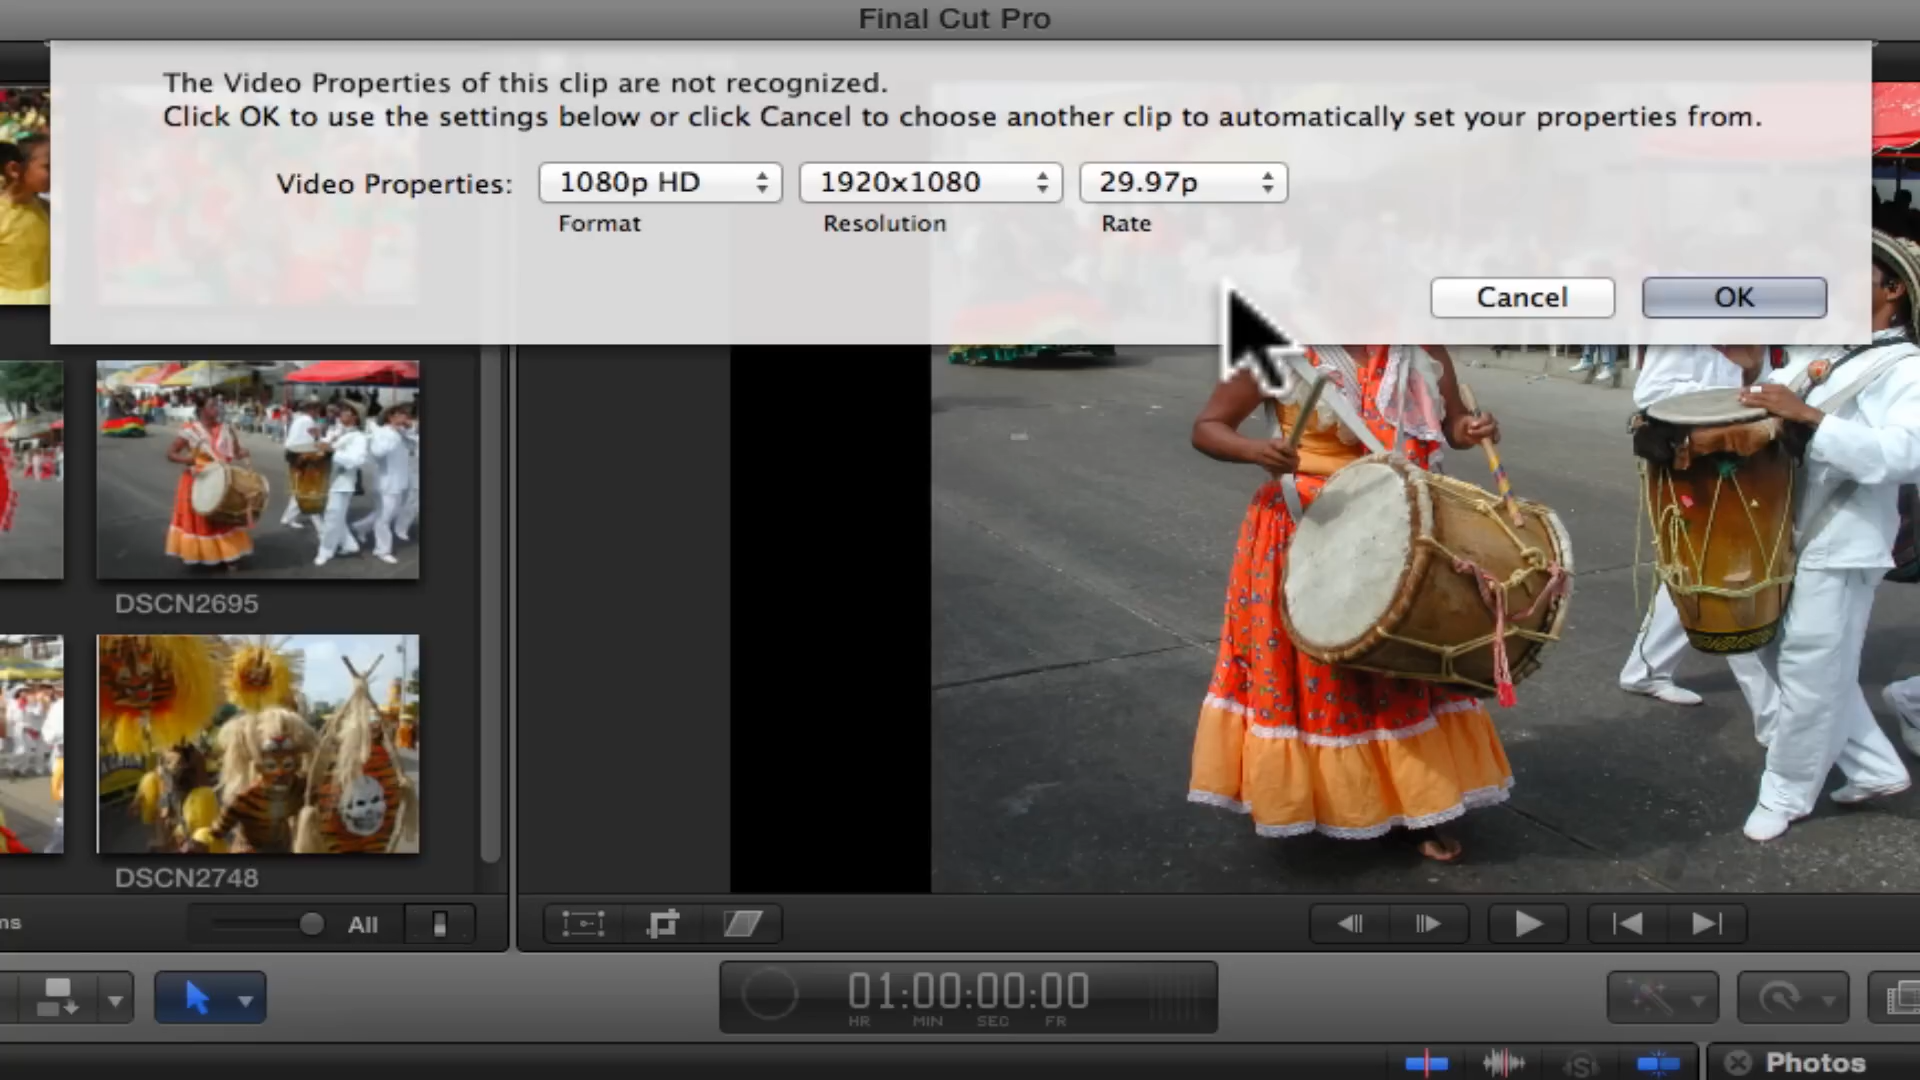 Final Cut Pro
The Video Properties of this clip are not recognized.
Click OK to use the settings below or click Cancel to choose another clip to automatically set your properties from.
Video Properties: 1080p HD 1920x1080 29.97p
Format Resolution Rate
Cancel OK
DSCN2695
DSCN2748
ms All
01:00:00:00
HR MIN SEC FR
Photos